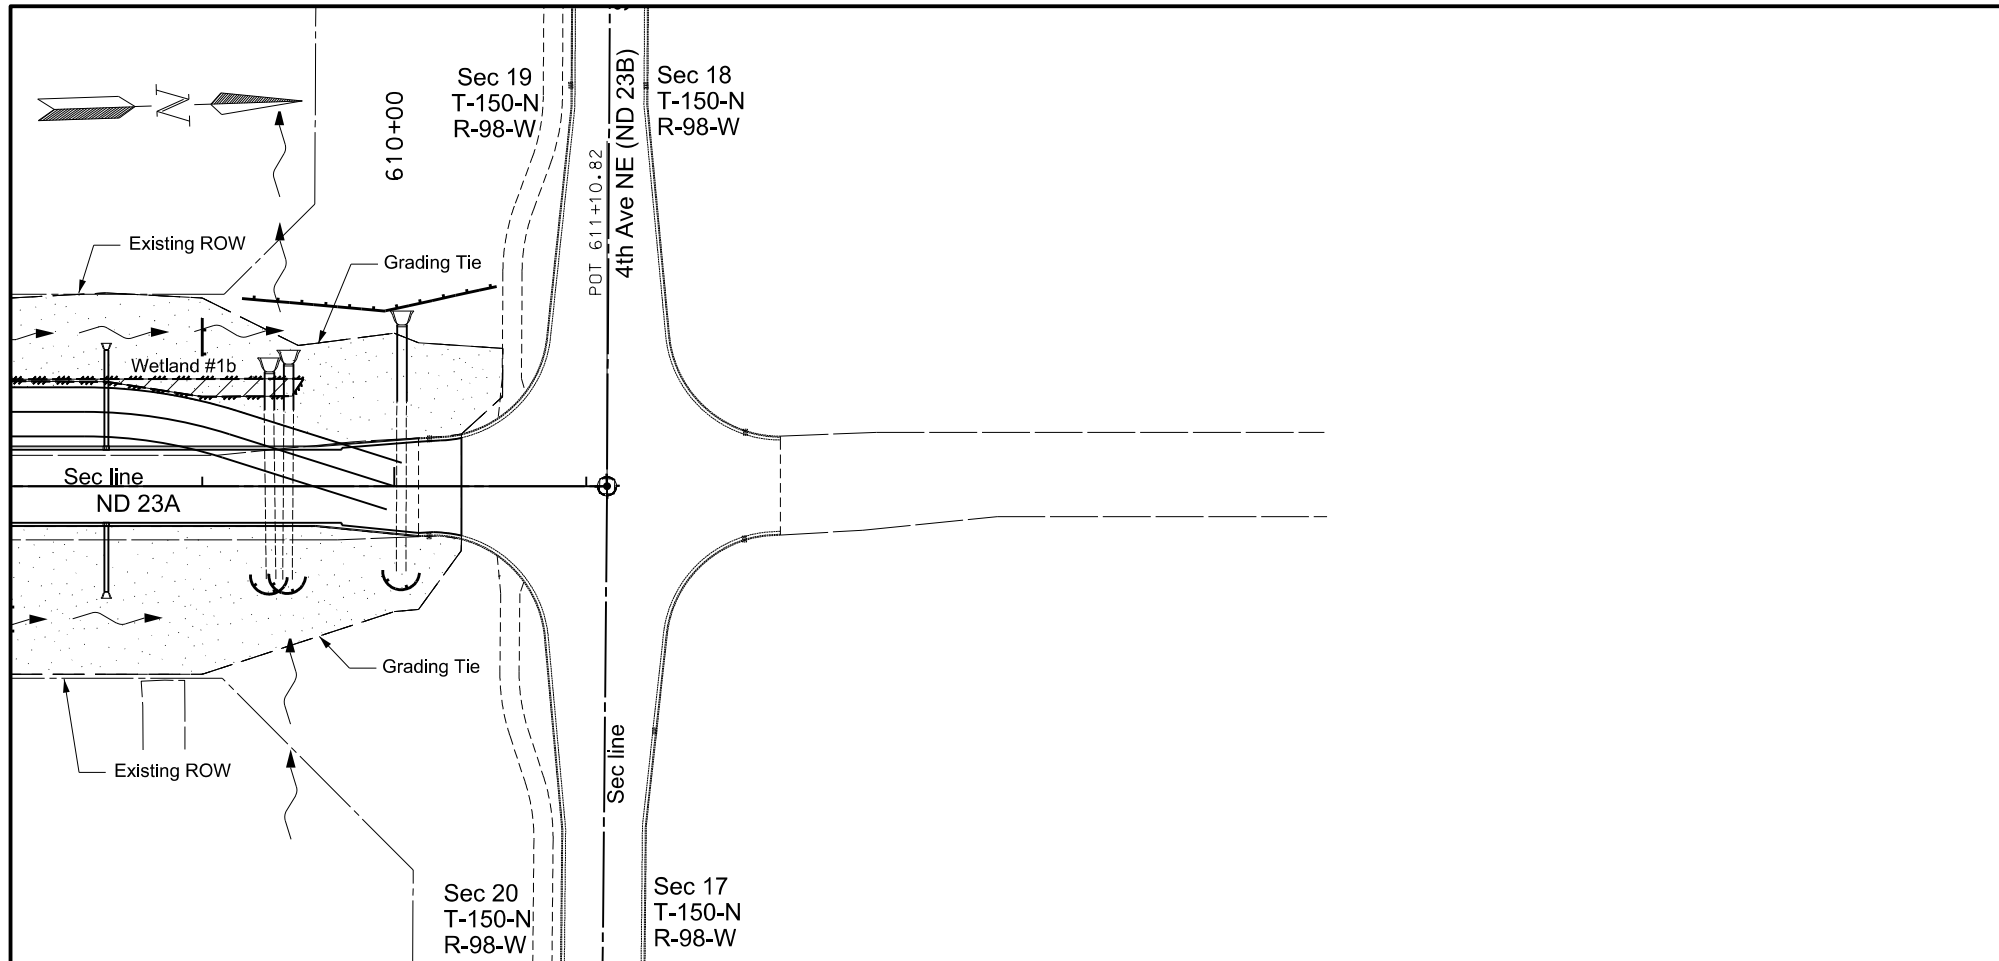 N
610+00
Sec 19
T-150-N
R-98-W
Sec 18
T-150-N
R-98-W
4th Ave NE (ND 23B)
POT 611+10.82
Existing ROW
Grading Tie
Wetland #1b
Sec line
ND 23A
Grading Tie
Existing ROW
Sec line
Sec 20
T-150-N
R-98-W
Sec 17
T-150-N
R-98-W